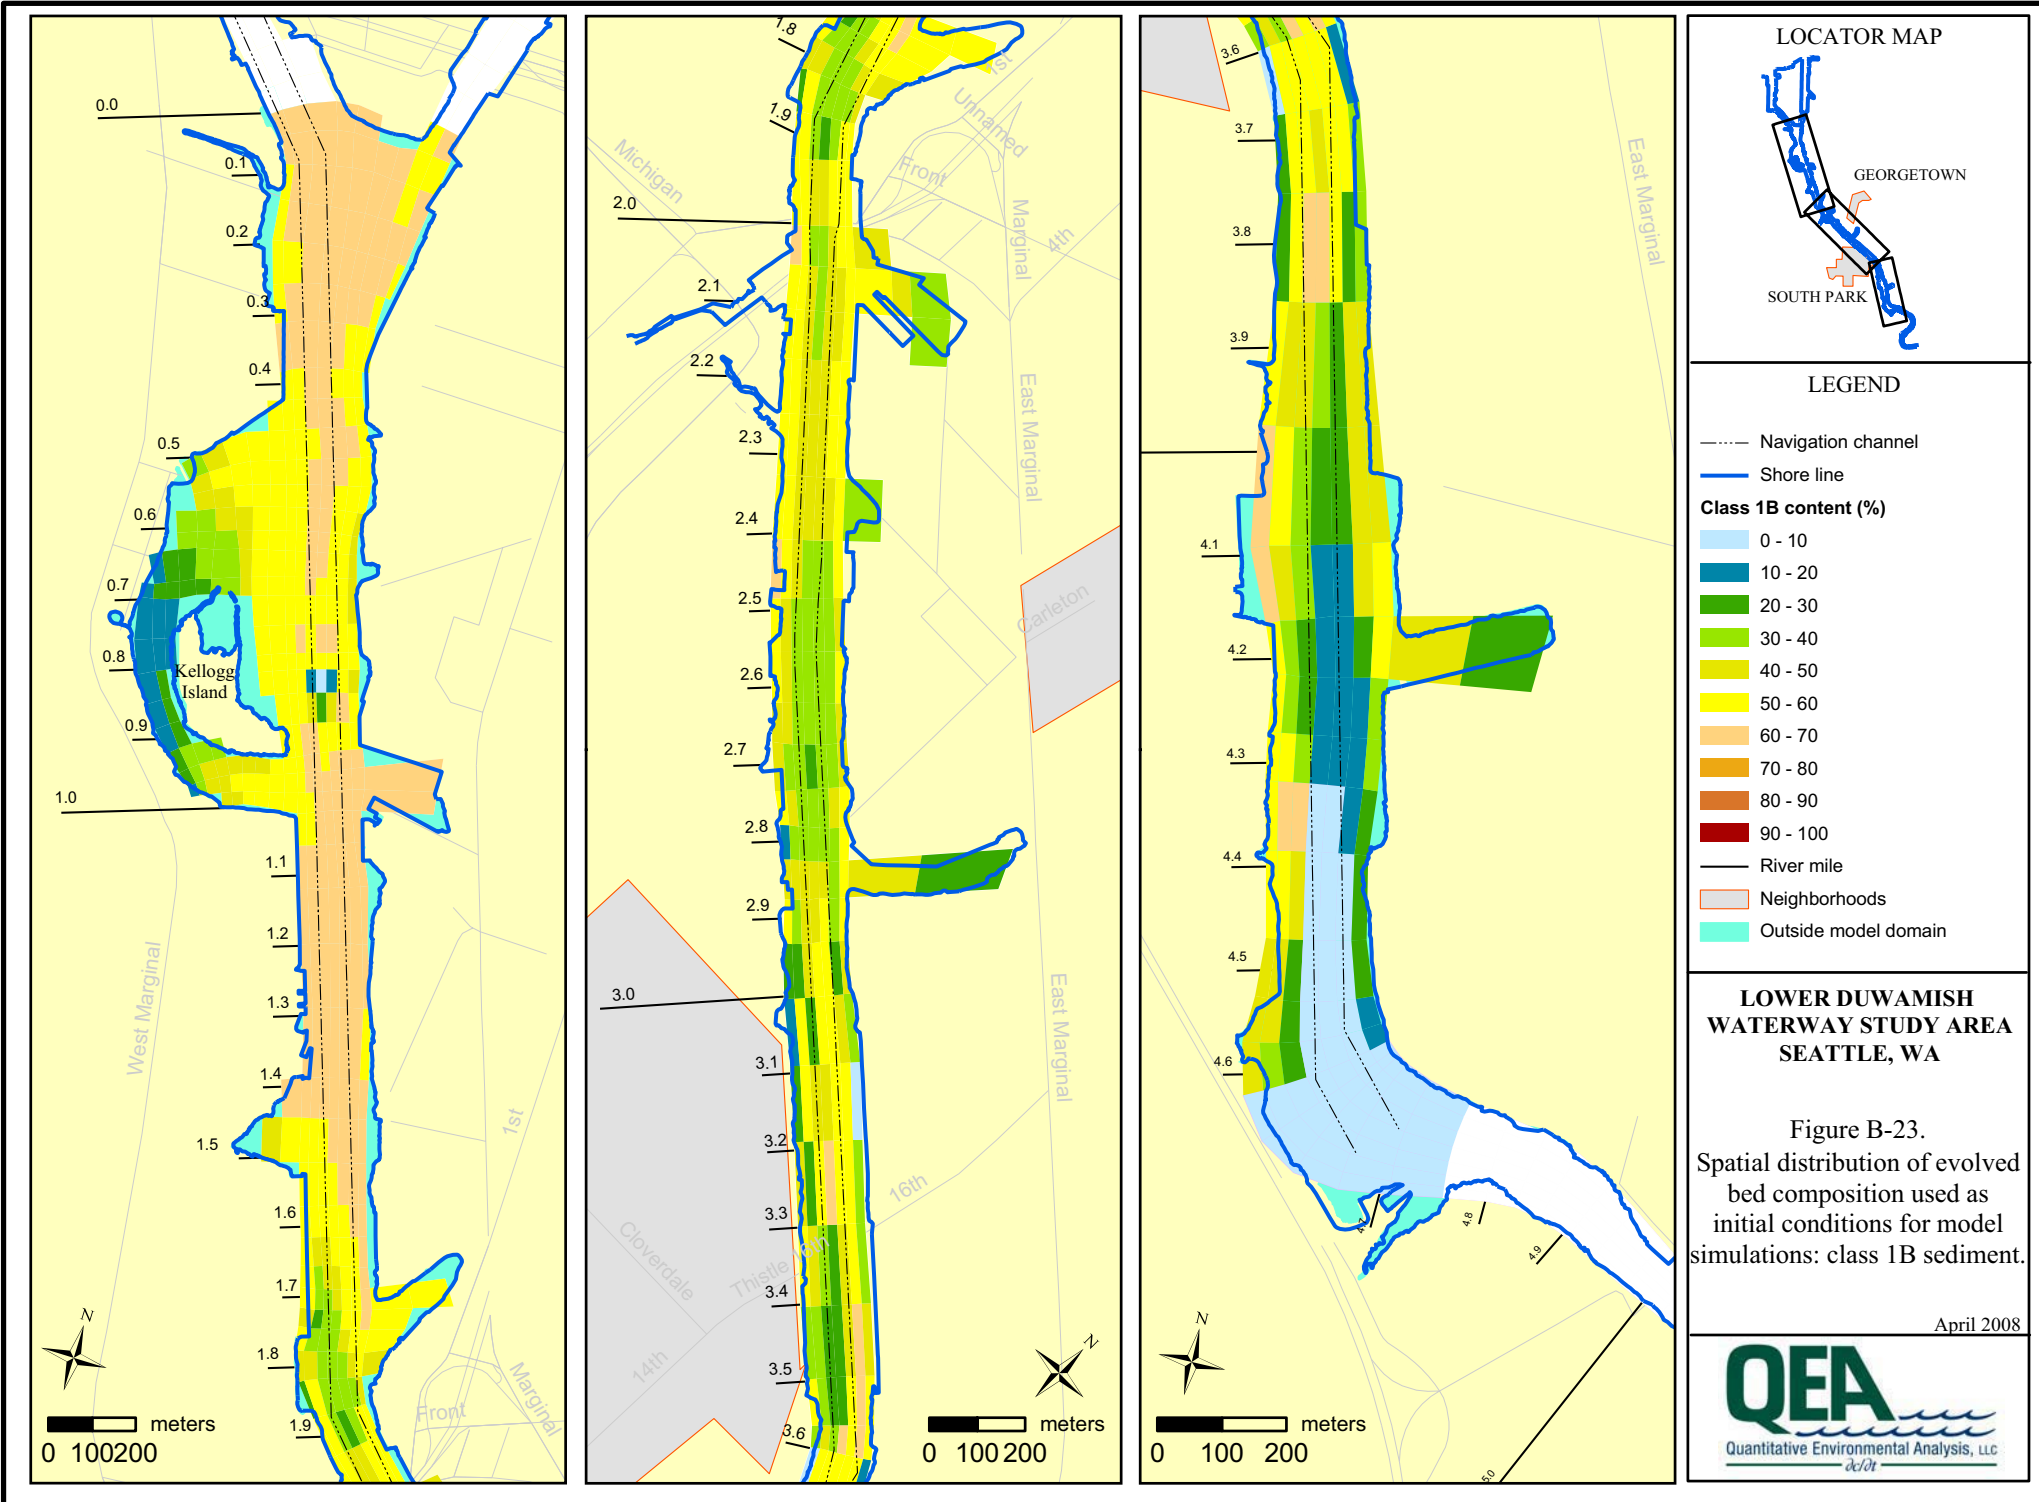 0.0
0.1
0.2
0.3
0.4
0.5
0.6
0.7
0.8
0.9
1.0
1.1
1.2
1.3
1.4
1.5
1.6
1.7
1.8
1.9
Kellogg
Island
West Marginal
1st
Front
Marginal
N
meters
0 100 200
1.8
1.9
2.0
2.1
2.2
2.3
2.4
2.5
2.6
2.7
2.8
2.9
3.0
3.1
3.2
3.3
3.4
3.5
3.6
1st
Unnamed
Michigan
Front
Marginal
4th
East Marginal
Carleton
East Marginal
16th
Cloverdale
Thistle
14th
N
meters
0 100 200
3.6
3.7
3.8
3.9
4.1
4.2
4.3
4.4
4.5
4.6
4.7
4.8
4.9
5.0
East Marginal
N
meters
0 100 200
LOCATOR MAP
GEORGETOWN
SOUTH PARK
LEGEND
Navigation channel
Shore line
Class 1B content (%)
0 - 10
10 - 20
20 - 30
30 - 40
40 - 50
50 - 60
60 - 70
70 - 80
80 - 90
90 - 100
River mile
Neighborhoods
Outside model domain
LOWER DUWAMISH
WATERWAY STUDY AREA
SEATTLE, WA
Figure B-23.
Spatial distribution of evolved
bed composition used as
initial conditions for model
simulations: class 1B sediment.
April 2008
QEA
Quantitative Environmental Analysis, LLC
∂c/∂t